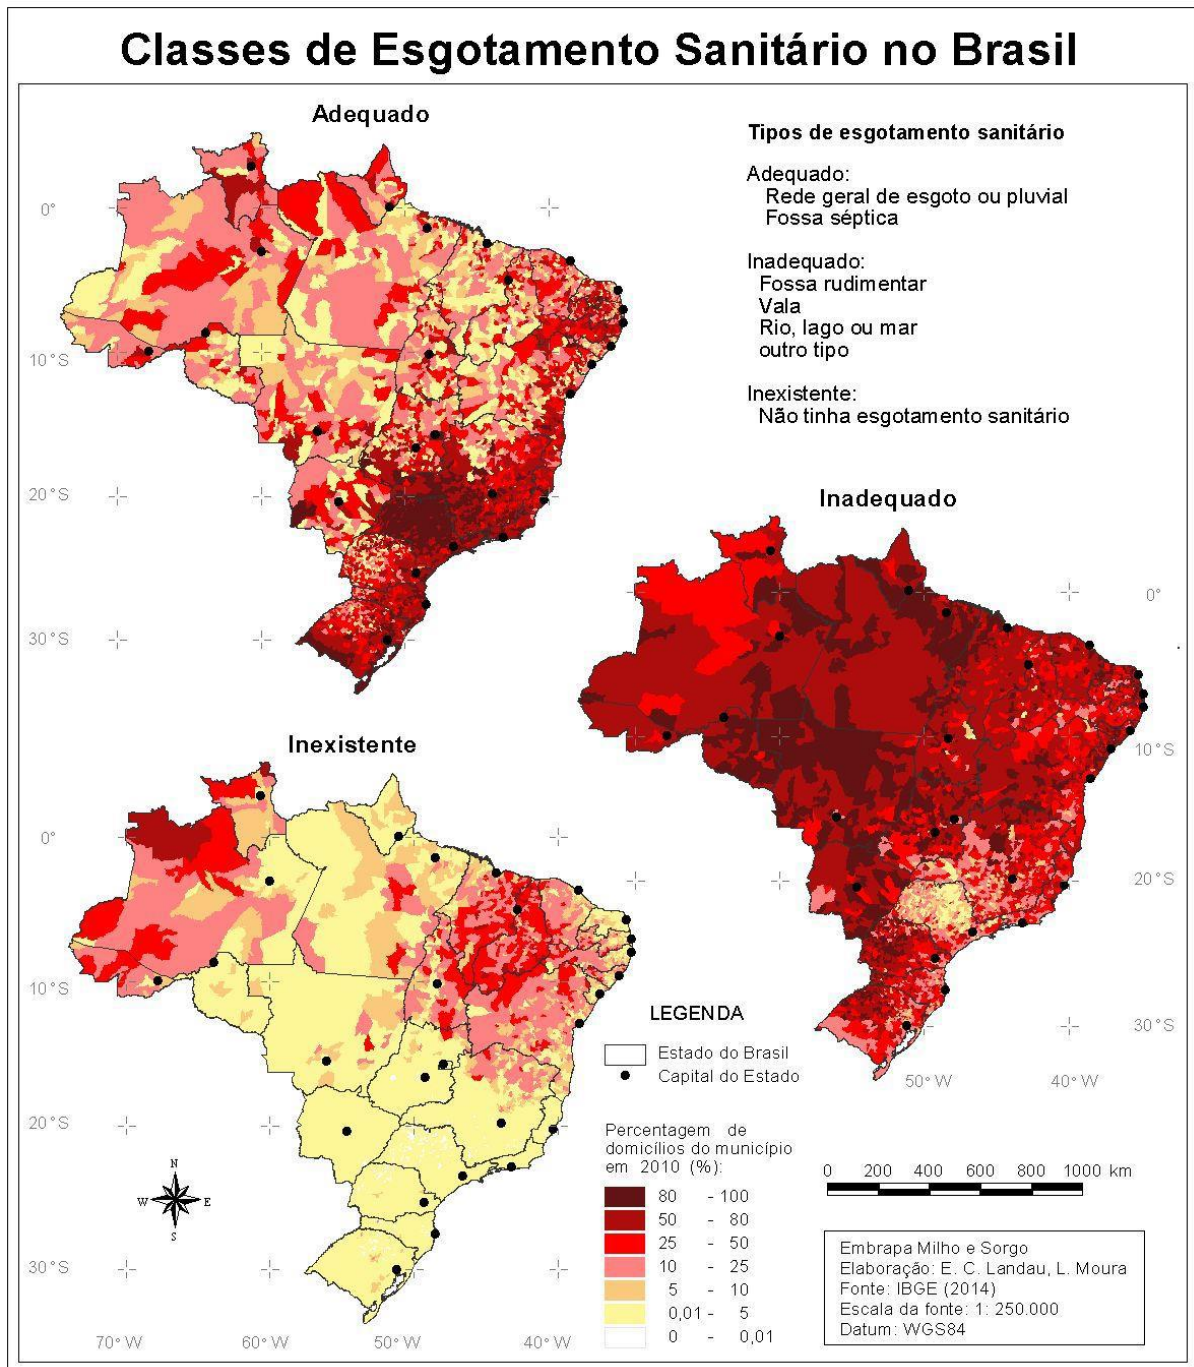 Classes de Esgotamento Sanitário no Brasil
Adequado
Tipos de esgotamento sanitário
Adequado:
Rede geral de esgoto ou pluvial
Fossa séptica
Inadequado:
Fossa rudimentar
Vala
Rio, lago ou mar
outro tipo
Inexistente:
Não tinha esgotamento sanitário
0°
10°S
20°S
30°S
Inadequado
0°
10°S
20°S
30°S
50°W
40°W
Inexistente
0°
10°S
20°S
30°S
70°W
60°W
50°W
40°W
N
W
E
S
LEGENDA
Estado do Brasil
Capital do Estado
Percentagem de
domicílios do município
em 2010 (%):
80 - 100
50 - 80
25 - 50
10 - 25
5 - 10
0,01 - 5
0 - 0,01
0 200 400 600 800 1000 km
Embrapa Milho e Sorgo
Elaboração: E. C. Landau, L. Moura
Fonte: IBGE (2014)
Escala da fonte: 1: 250.000
Datum: WGS84